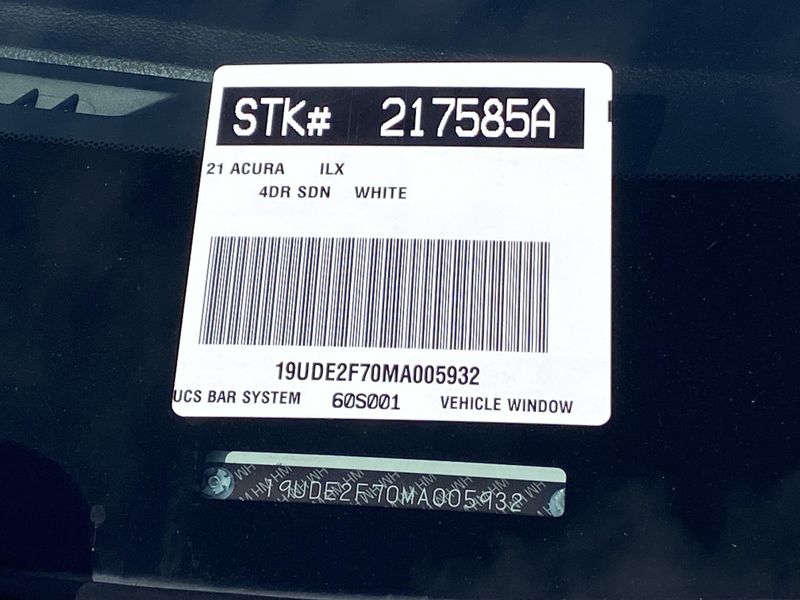 STK# 217585A
21 ACURA ILX
4DR SDN WHITE
19UDE2F70MA005932
UCS BAR SYSTEM 60S001 VEHICLE WINDOW
19UDE2F70MA005932